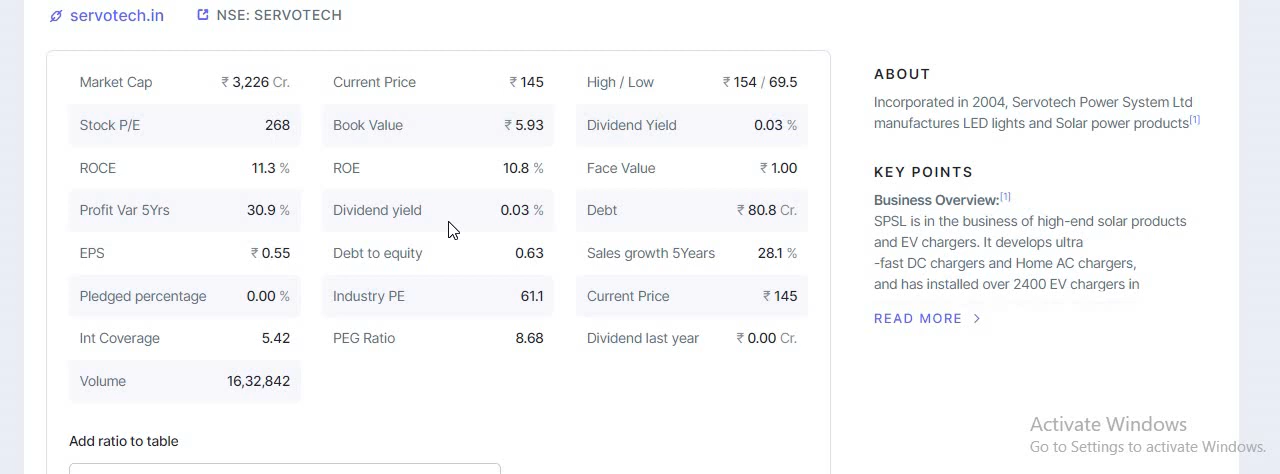 servotech.in NSE: SERVOTECH
Market Cap ₹ 3,226 Cr. Current Price ₹ 145 High / Low ₹ 154 / 69.5
Stock P/E 268 Book Value ₹ 5.93 Dividend Yield 0.03 %
ROCE 11.3 % ROE 10.8 % Face Value ₹ 1.00
Profit Var 5Yrs 30.9 % Dividend yield 0.03 % Debt ₹ 80.8 Cr.
EPS ₹ 0.55 Debt to equity 0.63 Sales growth 5Years 28.1 %
Pledged percentage 0.00 % Industry PE 61.1 Current Price ₹ 145
Int Coverage 5.42 PEG Ratio 8.68 Dividend last year ₹ 0.00 Cr.
Volume 16,32,842
Add ratio to table
ABOUT
Incorporated in 2004, Servotech Power System Ltd
manufactures LED lights and Solar power products[1]
KEY POINTS
Business Overview:[1]
SPSL is in the business of high-end solar products
and EV chargers. It develops ultra
-fast DC chargers and Home AC chargers,
and has installed over 2400 EV chargers in
READ MORE
Activate Windows
Go to Settings to activate Windows.